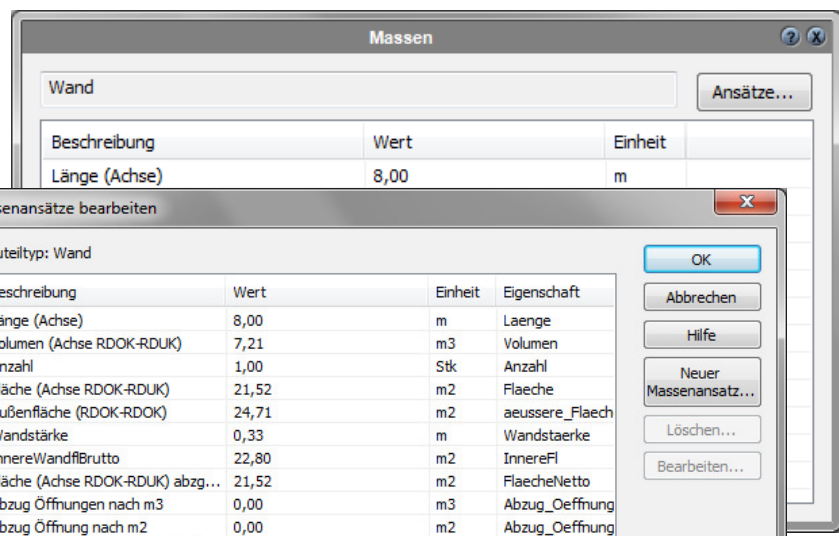 Massen
Wand
Ansätze...
Beschreibung Wert Einheit
Länge (Achse) 8,00 m
senansätze bearbeiten
uteiltyp: Wand
OK
Abbrechen
Hilfe
Neuer
Massenansatz...
Löschen...
Bearbeiten...
eschreibung Wert Einheit Eigenschaft
änge (Achse) 8,00 m Laenge
olumen (Achse RDOK-RDUK) 7,21 m3 Volumen
nzahl 1,00 Stk Anzahl
läche (Achse RDOK-RDUK) 21,52 m2 Flaeche
ußenfläche (RDOK-RDOK) 24,71 m2 aeussere_Flaech
Wandstärke 0,33 m Wandstaerke
nnereWandflBrutto 22,80 m2 InnereFl
läche (Achse RDOK-RDUK) abzg... 21,52 m2 FlaecheNetto
bzug Öffnungen nach m3 0,00 m3 Abzug_Oeffnung
bzug Öffnung nach m2 0,00 m2 Abzug_Oeffnung